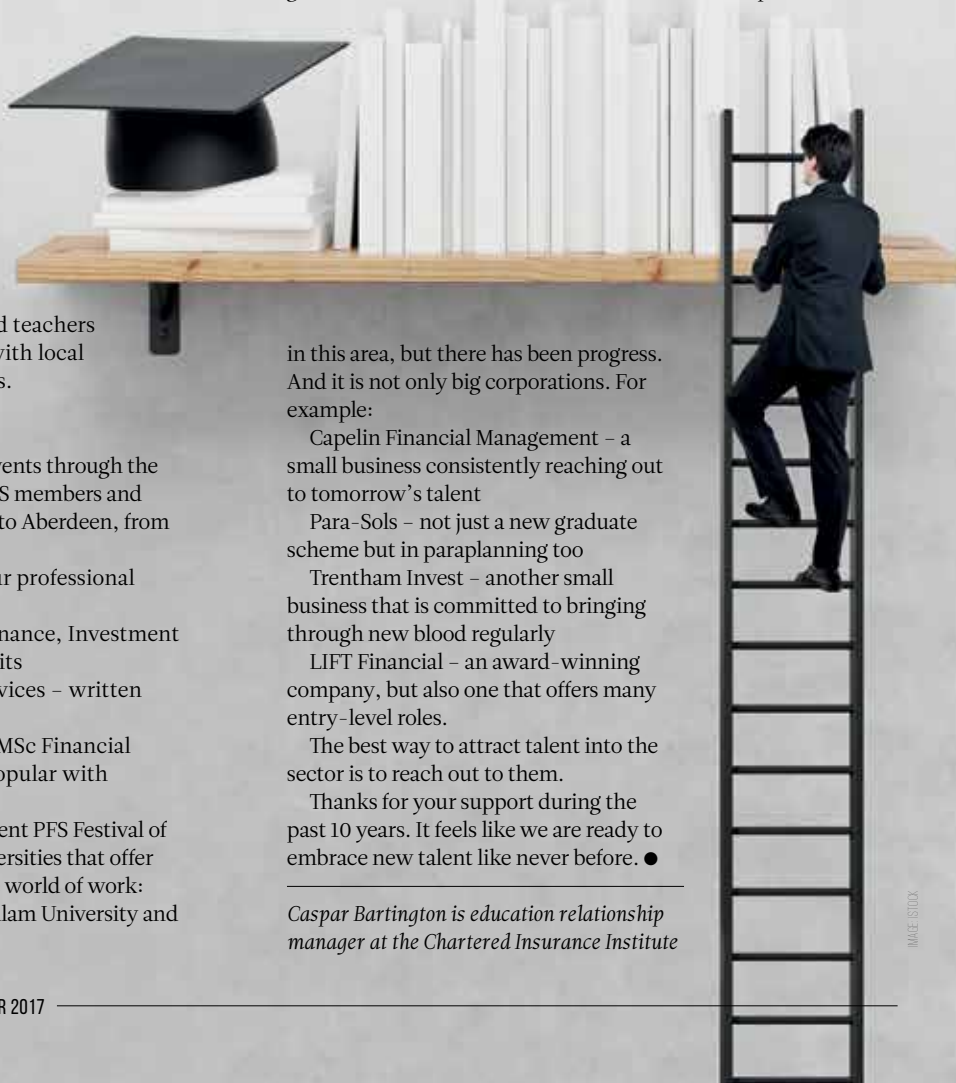 d teachers
with local
s.
vents through the
S members and
to Aberdeen, from
ur professional
nance, Investment
its
vices – written
MSc Financial
opular with
ent PFS Festival of
ersities that offer
world of work:
llam University and
in this area, but there has been progress.
And it is not only big corporations. For
example:
Capelin Financial Management – a
small business consistently reaching out
to tomorrow’s talent
Para-Sols – not just a new graduate
scheme but in paraplanning too
Trentham Invest – another small
business that is committed to bringing
through new blood regularly
LIFT Financial – an award-winning
company, but also one that offers many
entry-level roles.
The best way to attract talent into the
sector is to reach out to them.
Thanks for your support during the
past 10 years. It feels like we are ready to
embrace new talent like never before. ●
Caspar Bartington is education relationship
manager at the Chartered Insurance Institute
IMAGE: ISTOCK
R 2017